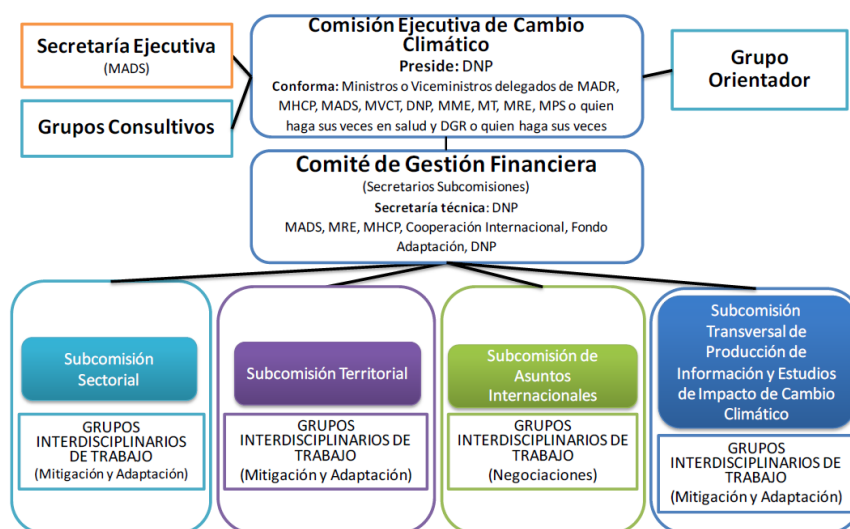 Secretaría Ejecutiva
(MADS)
Grupos Consultivos
Comisión Ejecutiva de Cambio
Climático
Preside: DNP
Conforma: Ministros o Viceministros delegados de MADR,
MHCP, MADS, MVCT, DNP, MME, MT, MRE, MPS o quien
haga sus veces en salud y DGR o quien haga sus veces
Grupo
Orientador
Comité de Gestión Financiera
(Secretarios Subcomisiones)
Secretaría técnica: DNP
MADS, MRE, MHCP, Cooperación Internacional, Fondo
Adaptación, DNP
Subcomisión
Sectorial
GRUPOS
INTERDISCIPLINARIOS
DE TRABAJO
(Mitigación y Adaptación)
Subcomisión Territorial
GRUPOS
INTERDISCIPLINARIOS DE
TRABAJO
(Mitigación y Adaptación)
Subcomisión de
Asuntos
Internacionales
GRUPOS
INTERDISCIPLINARIOS DE
TRABAJO
(Negociaciones)
Subcomisión
Transversal de
Producción de
Información y Estudios
de Impacto de Cambio
Climático
GRUPOS
INTERDISCIPLINARIOS DE
TRABAJO
(Mitigación y Adaptación)